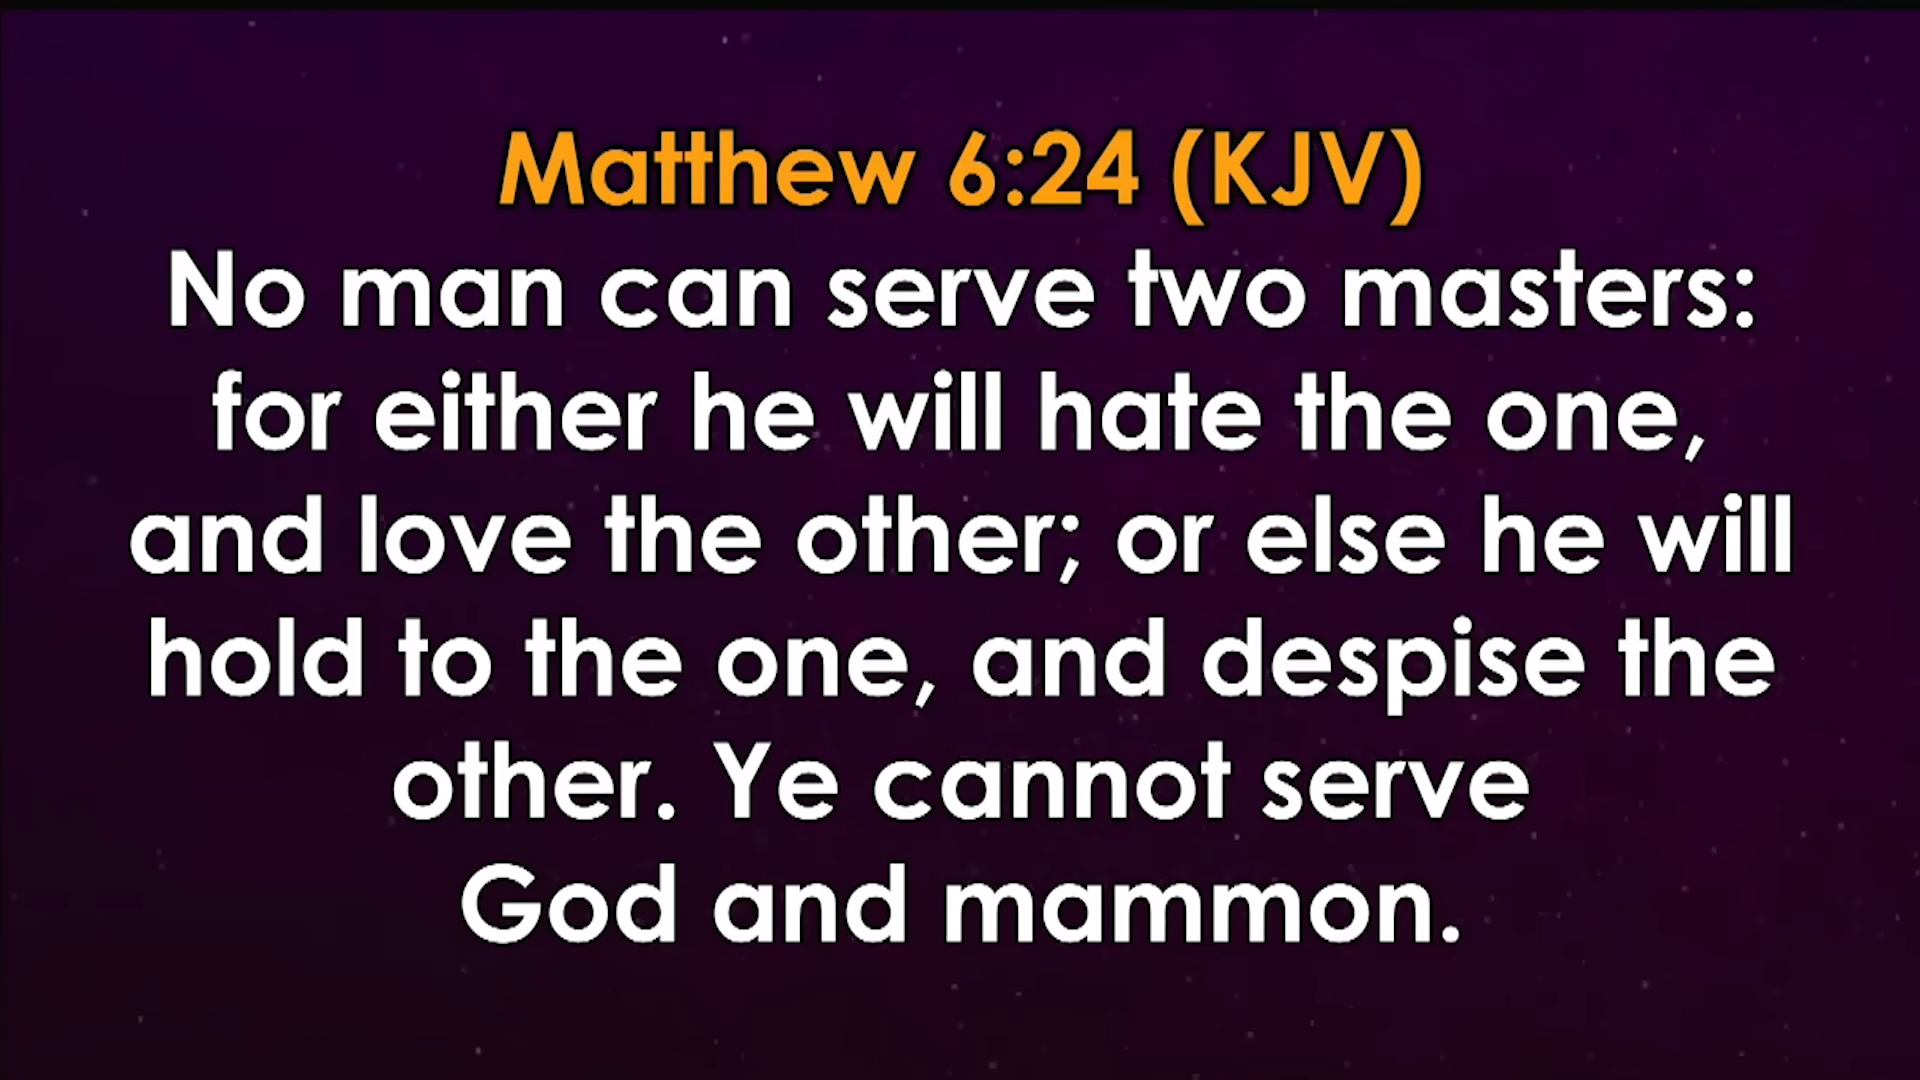 Matthew 6:24 (KJV)
No man can serve two masters:
for either he will hate the one,
and love the other; or else he will
hold to the one, and despise the
other. Ye cannot serve
God and mammon.